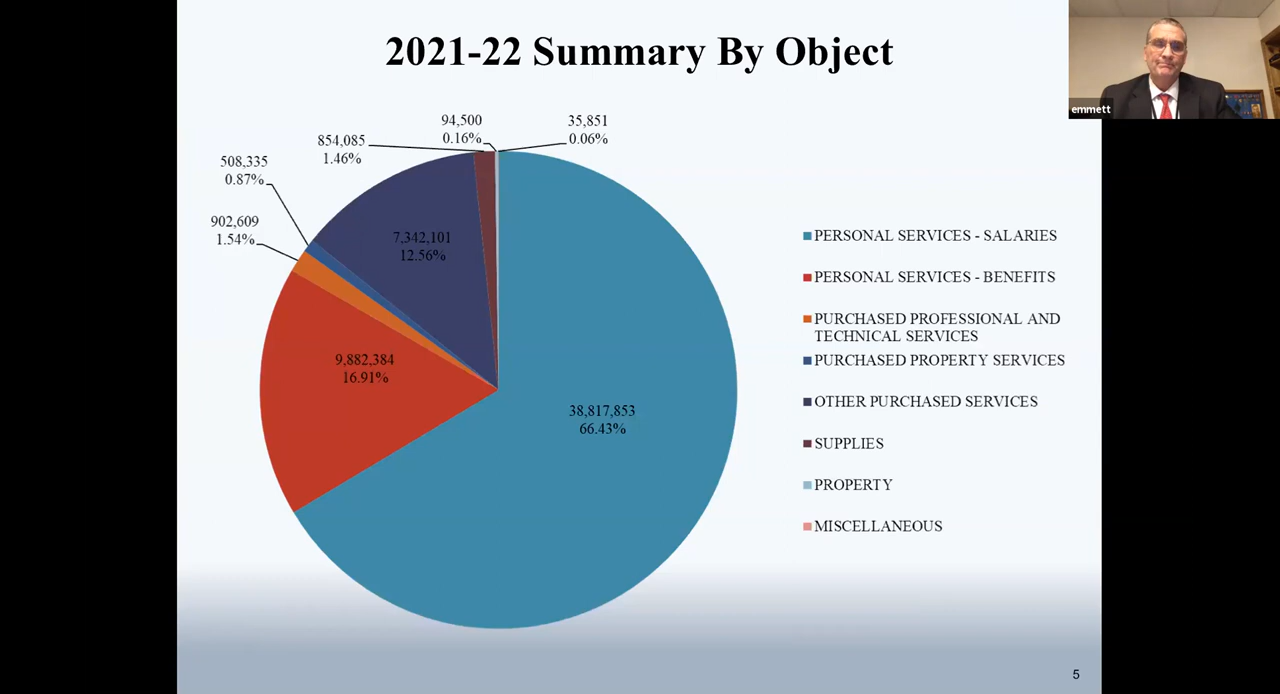 2021-22 Summary By Object
emmett
94,500
0.16%
35,851
0.06%
854,085
1.46%
508,335
0.87%
902,609
1.54%
7,342,101
12.56%
9,882,384
16.91%
38,817,853
66.43%
PERSONAL SERVICES - SALARIES
PERSONAL SERVICES - BENEFITS
PURCHASED PROFESSIONAL AND
TECHNICAL SERVICES
PURCHASED PROPERTY SERVICES
OTHER PURCHASED SERVICES
SUPPLIES
PROPERTY
MISCELLANEOUS
5